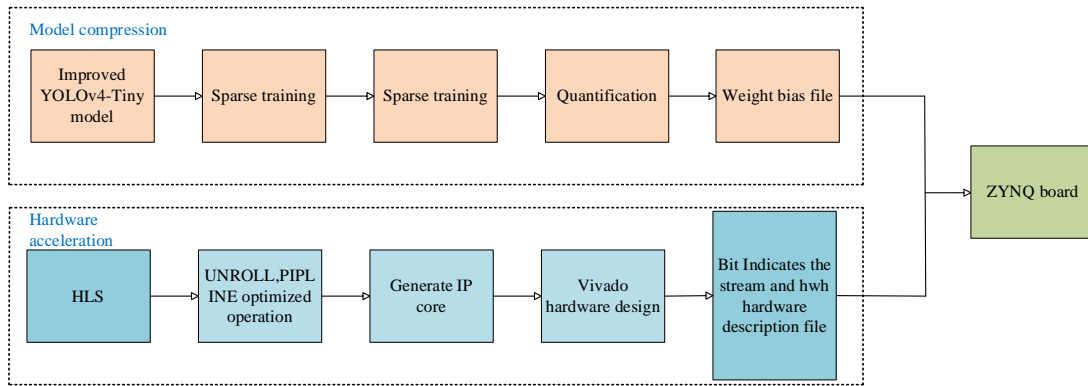 Model compression
Improved
YOLOv4-Tiny
model
Sparse training
Sparse training
Quantification
Weight bias file
ZYNQ board
Hardware
acceleration
HLS
UNROLL,PIPL
INE optimized
operation
Generate IP
core
Vivado
hardware design
Bit Indicates the
stream and hwh
hardware
description file